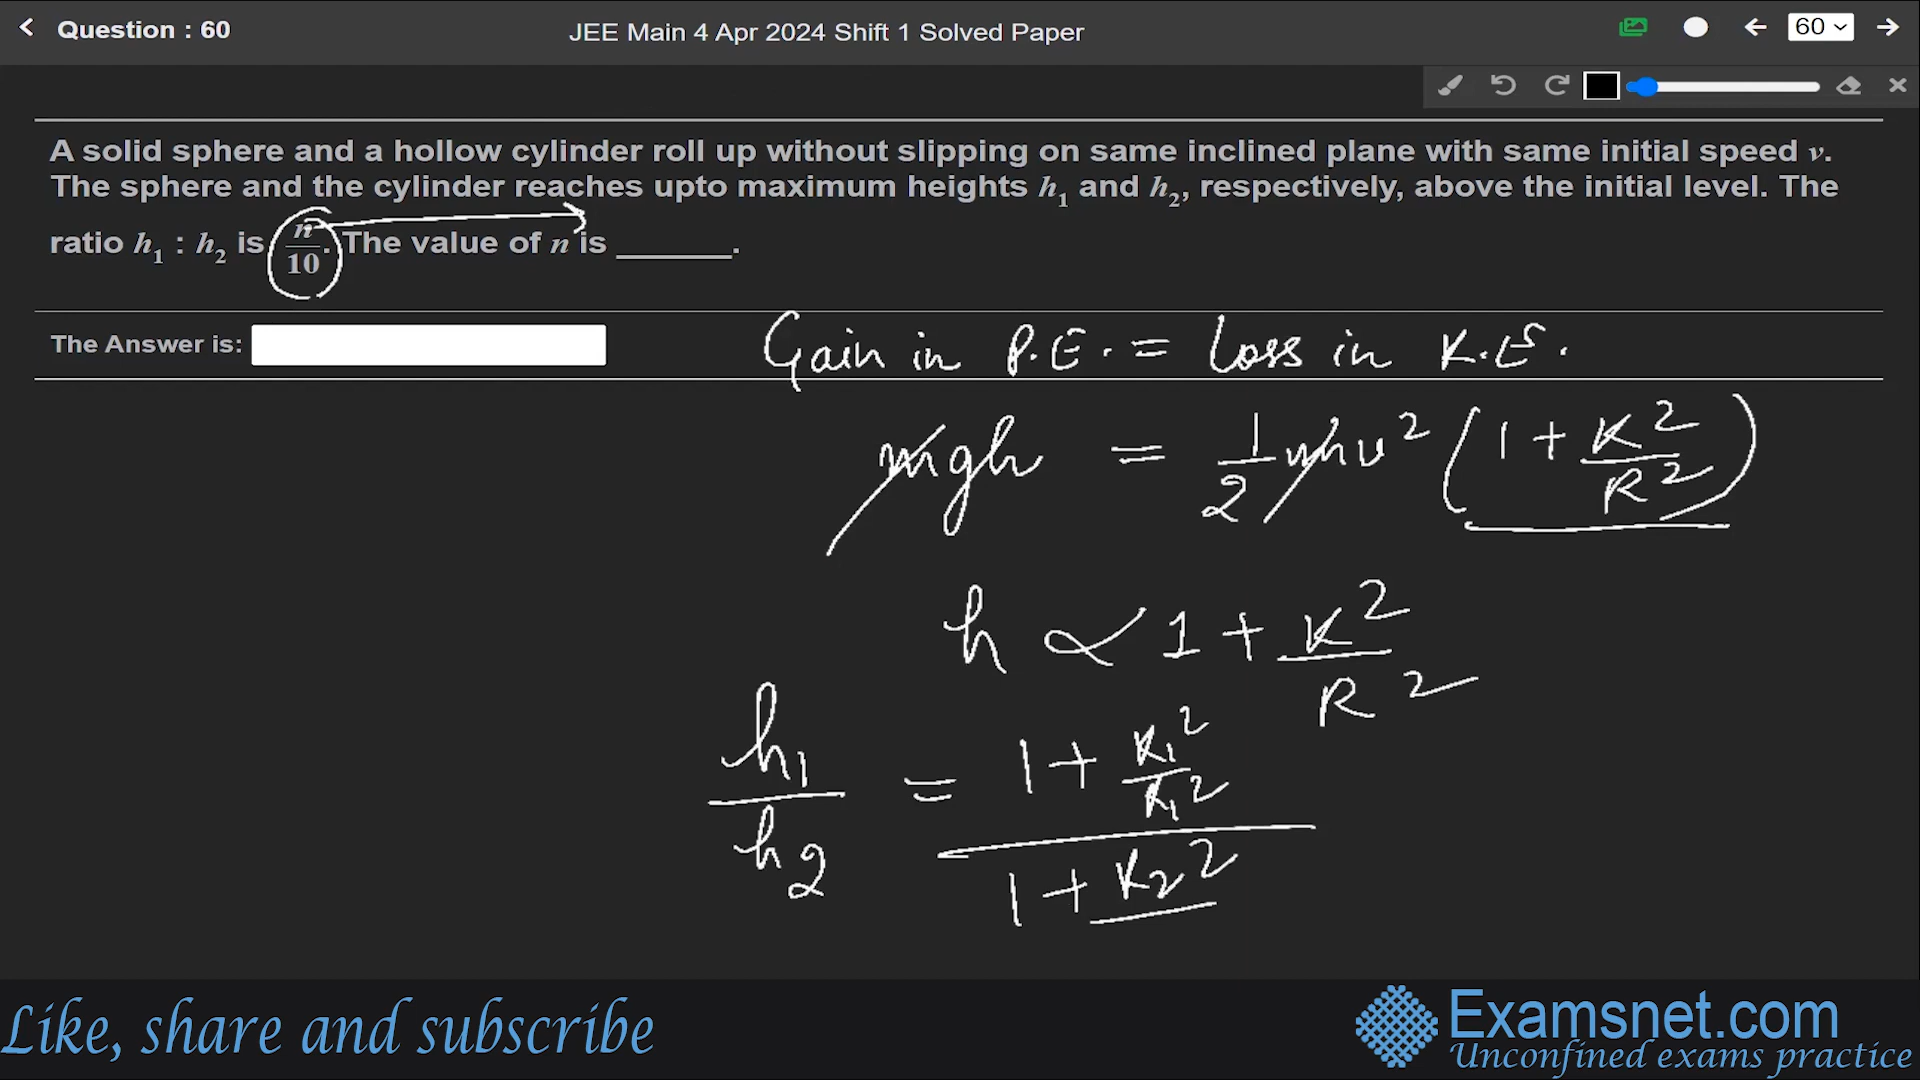 Question : 60
JEE Main 4 Apr 2024 Shift 1 Solved Paper
60
A solid sphere and a hollow cylinder roll up without slipping on same inclined plane with same initial speed v.
The sphere and the cylinder reaches upto maximum heights h₁ and h₂, respectively, above the initial level. The
ratio h₁ : h₂ is n/10. The value of n is _______.
The Answer is:
Gain in P.E. = Loss in K.E.
mgh = 1/2 mv² (1 + K²/R²)
h ∝ 1 + K²/R²
h₁/h₂ = (1 + K₁²/R₁²)/(1 + K₂²
Like, share and subscribe
Examsnet.com
Unconfined exams practice